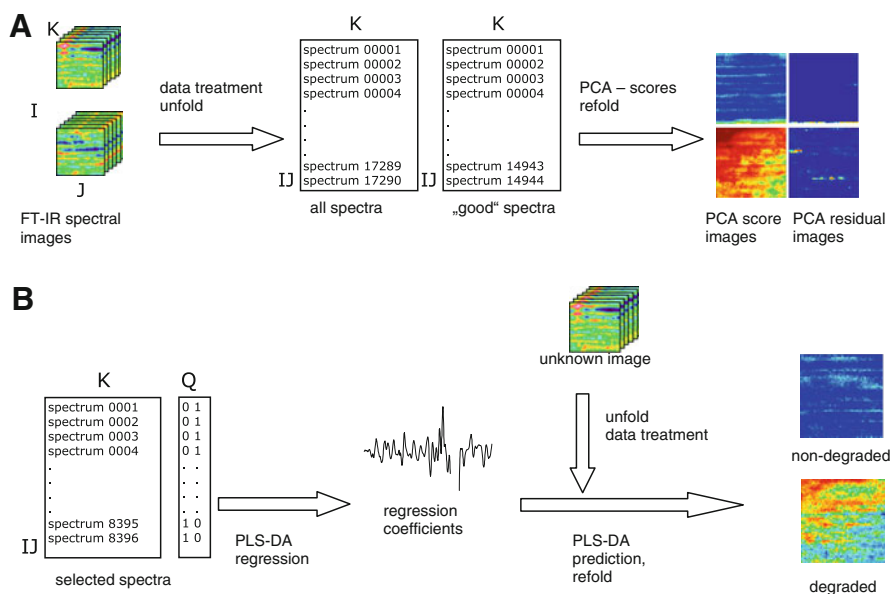 A
K
I
J
FT-IR spectral
images
data treatment
unfold
K
spectrum 00001
spectrum 00002
spectrum 00003
spectrum 00004
.
.
.
.
spectrum 17289
IJ spectrum 17290
all spectra
K
spectrum 00001
spectrum 00002
spectrum 00003
spectrum 00004
.
.
.
.
spectrum 14943
IJ spectrum 14944
„good“ spectra
PCA – scores
refold
PCA score
images
PCA residual
images
B
K Q
spectrum 0001 0 1
spectrum 0002 0 1
spectrum 0003 0 1
spectrum 0004 0 1
. . .
. . .
. . .
. . .
spectrum 8395 1 0
IJ spectrum 8396 1 0
selected spectra
PLS-DA
regression
regression
coefficients
unknown image
unfold
data treatment
PLS-DA
prediction,
refold
non-degraded
degraded